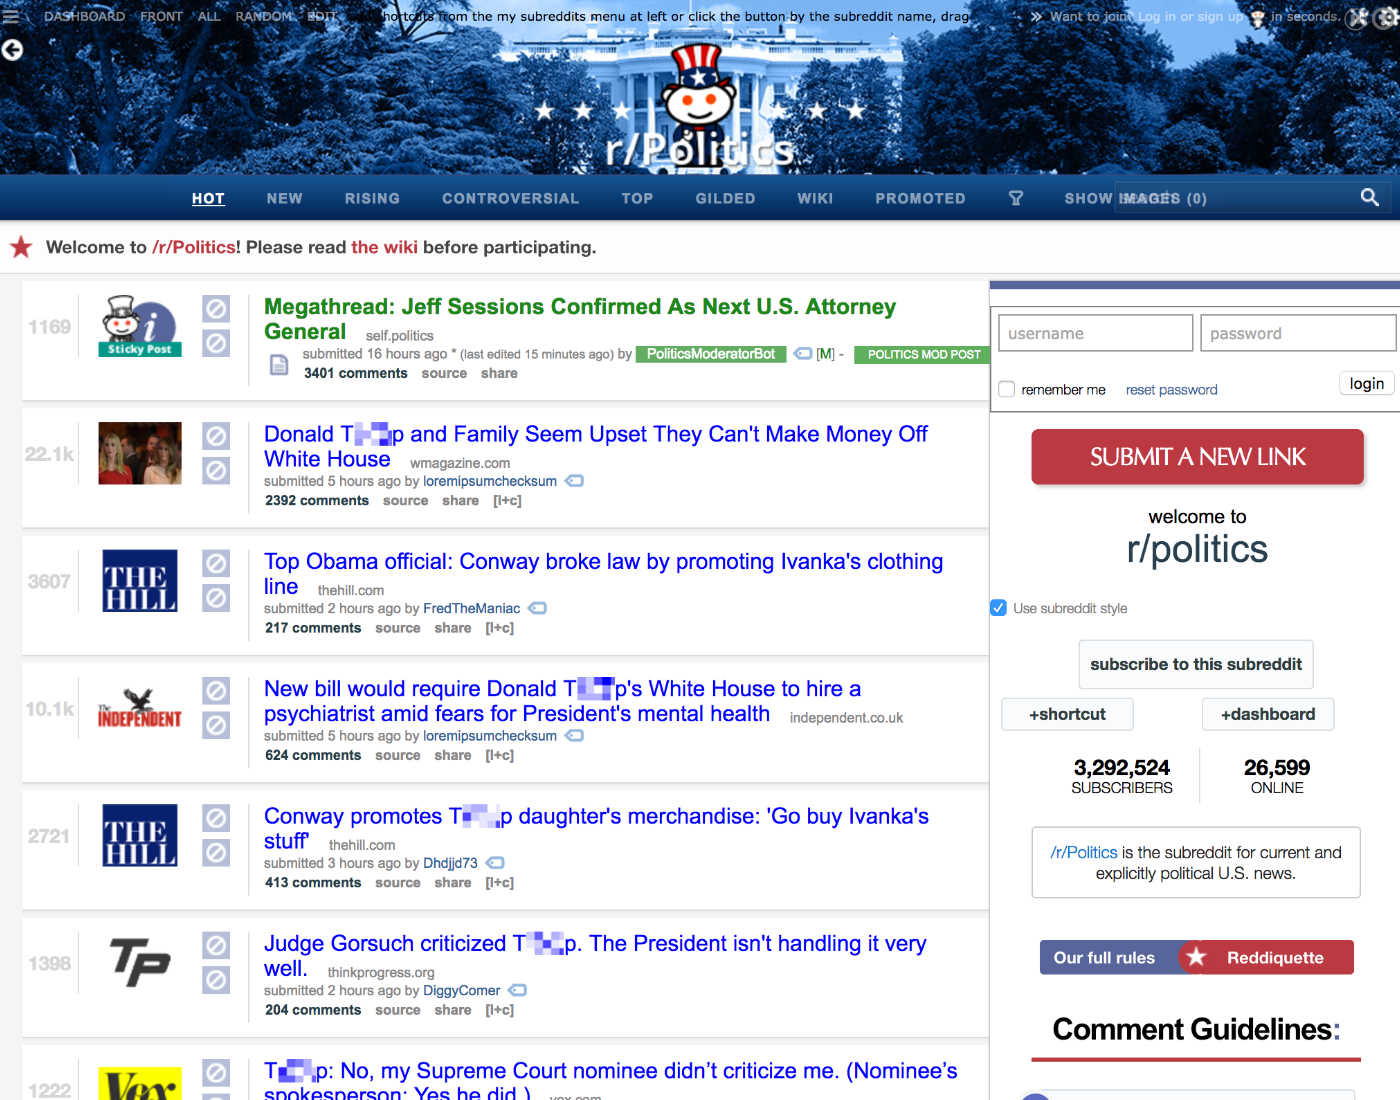 DASHBOARD FRONT ALL RANDOM EDIT shortcuts from the my subreddits menu at left or click the button by the subreddit name, drag
» Want to join? Log in or sign up in seconds.
r/Politics
HOT NEW RISING CONTROVERSIAL TOP GILDED WIKI PROMOTED SHOW IMAGES (0)
Welcome to /r/Politics! Please read the wiki before participating.
1169
Sticky Post
Megathread: Jeff Sessions Confirmed As Next U.S. Attorney
General self.politics
submitted 16 hours ago * (last edited 15 minutes ago) by PoliticsModeratorBot [M] - POLITICS MOD POST
3401 comments source share
22.1k
Donald T p and Family Seem Upset They Can't Make Money Off
White House wmagazine.com
submitted 5 hours ago by loremipsumchecksum
2392 comments source share [l+c]
3607
THE
HILL
Top Obama official: Conway broke law by promoting Ivanka's clothing
line thehill.com
submitted 2 hours ago by FredTheManiac
217 comments source share [l+c]
10.1k
The
INDEPENDENT
New bill would require Donald T p's White House to hire a
psychiatrist amid fears for President's mental health independent.co.uk
submitted 5 hours ago by loremipsumchecksum
624 comments source share [l+c]
2721
THE
HILL
Conway promotes T p daughter's merchandise: 'Go buy Ivanka's
stuff' thehill.com
submitted 3 hours ago by Dhdjjd73
413 comments source share [l+c]
1398
TP
Judge Gorsuch criticized T p. The President isn't handling it very
well. thinkprogress.org
submitted 2 hours ago by DiggyComer
204 comments source share [l+c]
1222
Vox
T p: No, my Supreme Court nominee didn't criticize me. (Nominee's
spokesperson: Yes he did.) vox.com
username password
remember me reset password login
SUBMIT A NEW LINK
welcome to
r/politics
Use subreddit style
subscribe to this subreddit
+shortcut +dashboard
3,292,524 26,599
SUBSCRIBERS ONLINE
/r/Politics is the subreddit for current and
explicitly political U.S. news.
Our full rules Reddiquette
Comment Guidelines: